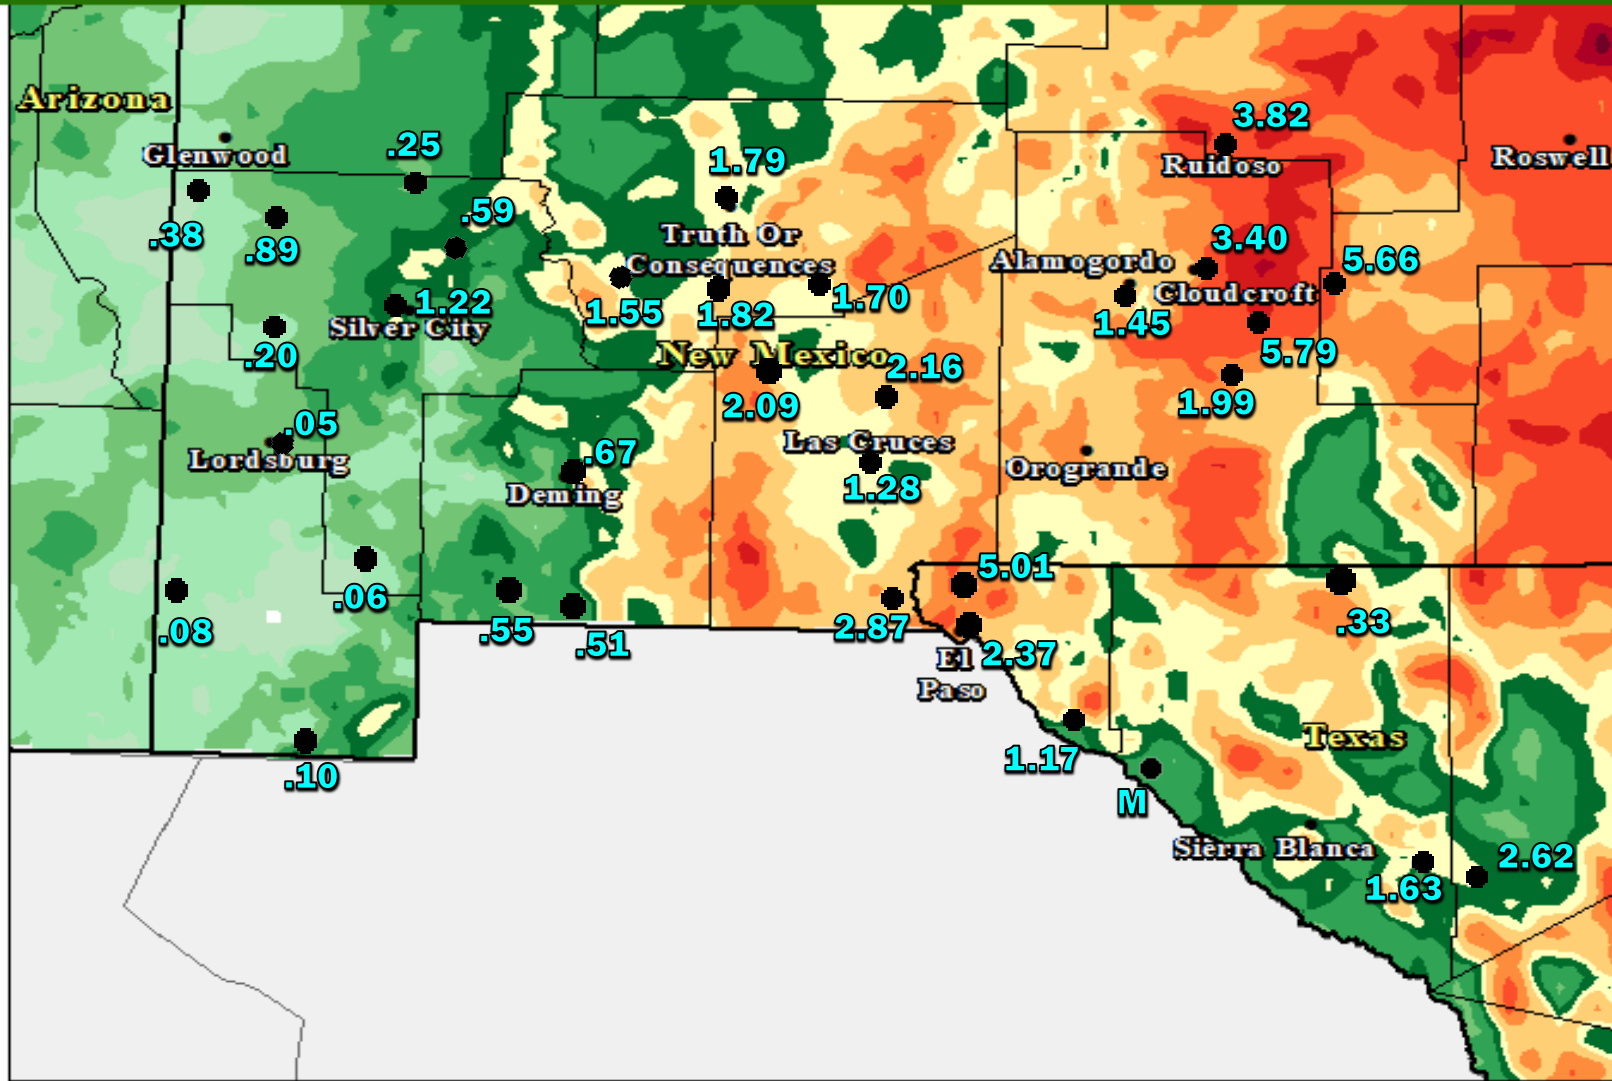 Arizona
Glenwood
.25
.38
.89
.59
1.79
3.82
Ruidoso
Roswell
Truth Or
Consequences
1.55
1.82
1.70
Alamogordo
3.40
5.66
Cloudcroft
1.45
5.79
1.22
Silver City
.20
New Mexico
2.16
2.09
1.99
.05
Lordsburg
.67
Deming
Las Cruces
1.28
Orogrande
.08
.06
.55
.51
5.01
2.87
2.37
El
Paso
.33
.10
1.17
M
Texas
Sierra Blanca
1.63
2.62